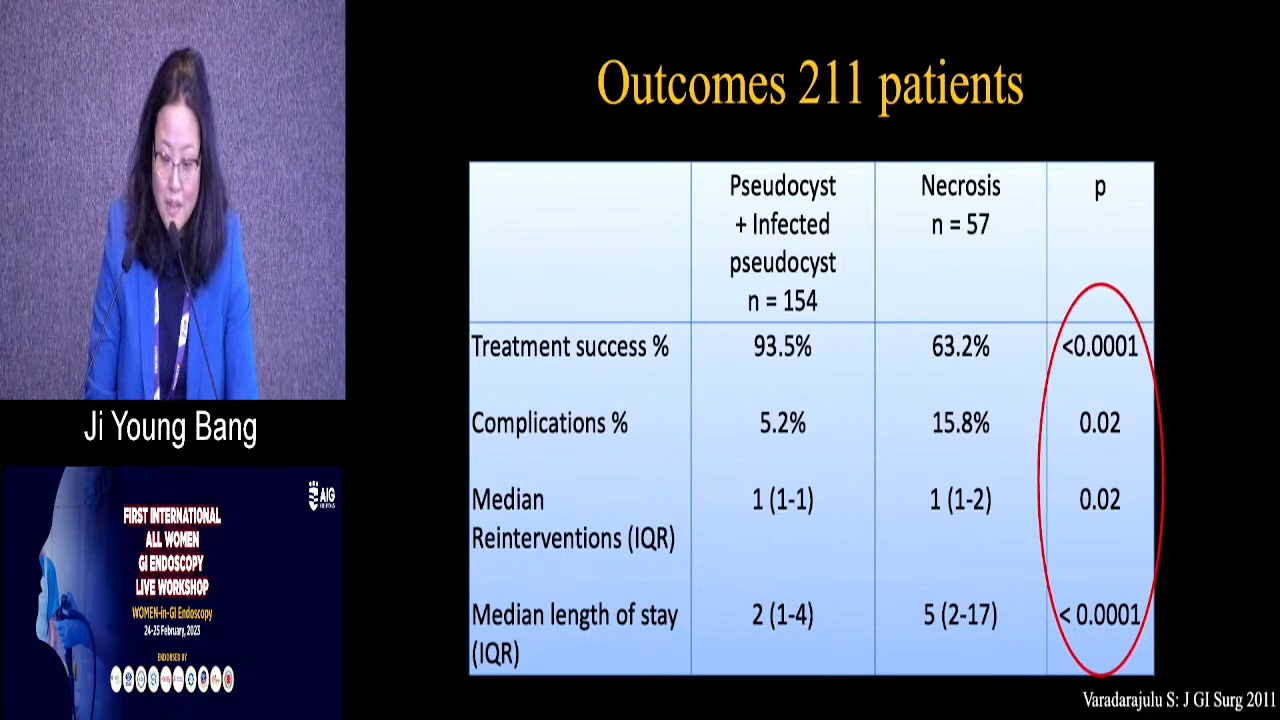 Outcomes 211 patients
Pseudocyst
+ Infected
pseudocyst
n = 154
Necrosis
n = 57
p
Treatment success %
93.5%
63.2%
<0.0001
Complications %
5.2%
15.8%
0.02
Median
Reinterventions (IQR)
1 (1-1)
1 (1-2)
0.02
Median length of stay
(IQR)
2 (1-4)
5 (2-17)
< 0.0001
Varadarajulu S: J GI Surg 2011
Ji Young Bang
AIG
HOSPITALS
FIRST INTERNATIONAL
ALL WOMEN
GI ENDOSCOPY
LIVE WORKSHOP
WOMEN-in-GI Endoscopy
24-25 February, 2023
ENDORSED BY